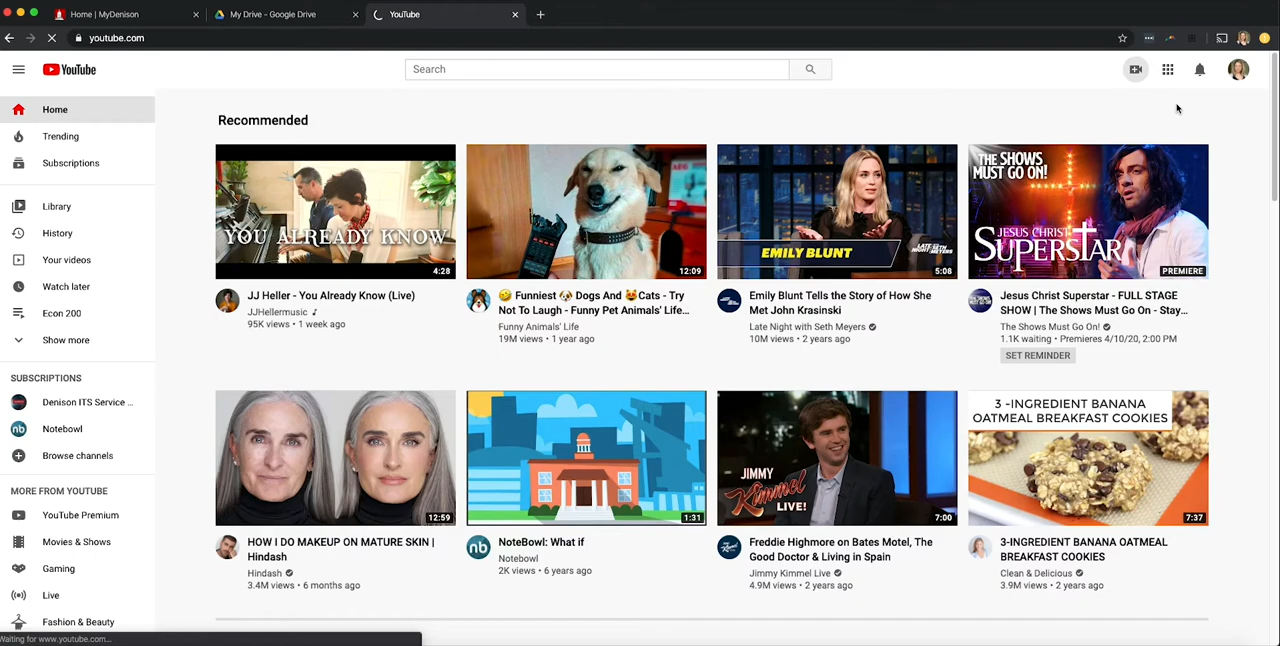 Home | MyDenison
My Drive - Google Drive
YouTube
youtube.com
YouTube
Search
Home
Trending
Subscriptions
Library
History
Your videos
Watch later
Econ 200
Show more
SUBSCRIPTIONS
Denison ITS Service ...
Notebowl
Browse channels
MORE FROM YOUTUBE
YouTube Premium
Movies & Shows
Gaming
Live
Fashion & Beauty
Waiting for www.youtube.com...
Recommended
YOU ALREADY KNOW
4:28
JJ Heller - You Already Know (Live)
JJHellermusic ♪
95K views • 1 week ago
12:09
🤣 Funniest 🐶 Dogs And 😻Cats - Try
Not To Laugh - Funny Pet Animals' Life...
Funny Animals' Life
19M views • 1 year ago
EMILY BLUNT
LATE NIGHT WITH SETH MEYERS
5:08
Emily Blunt Tells the Story of How She
Met John Krasinski
Late Night with Seth Meyers
10M views • 2 years ago
THE SHOWS
MUST GO ON!
JESUS CHRIST
SUPERSTAR
PREMIERE
Jesus Christ Superstar - FULL STAGE
SHOW | The Shows Must Go On - Stay...
The Shows Must Go On!
1.1K waiting • Premieres 4/10/20, 2:00 PM
SET REMINDER
12:59
HOW I DO MAKEUP ON MATURE SKIN |
Hindash
Hindash
3.4M views • 6 months ago
1:31
nb
NoteBowl: What if
Notebowl
2K views • 6 years ago
JIMMY
Kimmel
LIVE!
7:00
Freddie Highmore on Bates Motel, The
Good Doctor & Living in Spain
Jimmy Kimmel Live
4.9M views • 2 years ago
3 -INGREDIENT BANANA
OATMEAL BREAKFAST COOKIES
7:37
3-INGREDIENT BANANA OATMEAL
BREAKFAST COOKIES
Clean & Delicious
3.9M views • 2 years ago